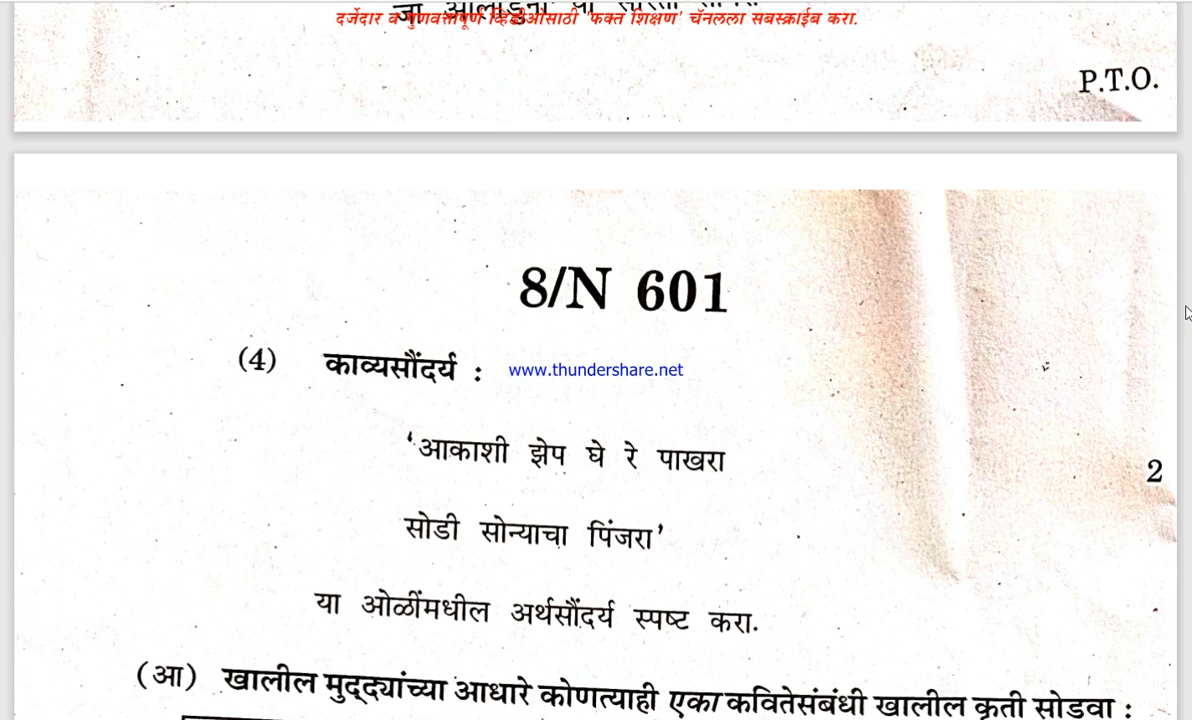 दर्जेदार व गुणवत्तापूर्ण व्हिडीओसाठी 'फक्त शिक्षण' चॅनलला सबस्क्राईब करा.
P.T.O.
8/N 601
(4) काव्यसौंदर्य : www.thundershare.net
‘आकाशी झेप घे रे पाखरा
2
सोडी सोन्याचा पिंजरा’
या ओळींमधील अर्थसौंदर्य स्पष्ट करा.
(आ) खालील मुद्द्यांच्या आधारे कोणत्याही एका कवितेसंबंधी खालील कृती सोडवा :